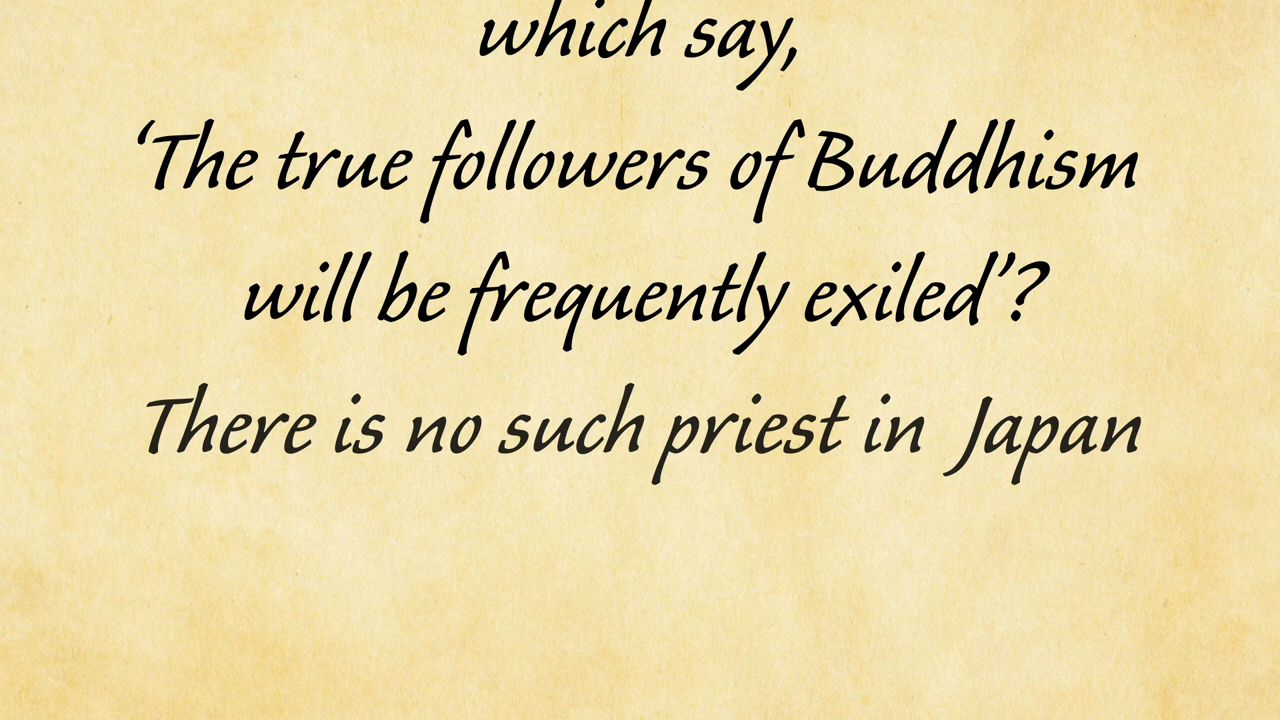 which say,
‘The true followers of Buddhism
will be frequently exiled’?
There is no such priest in Japan